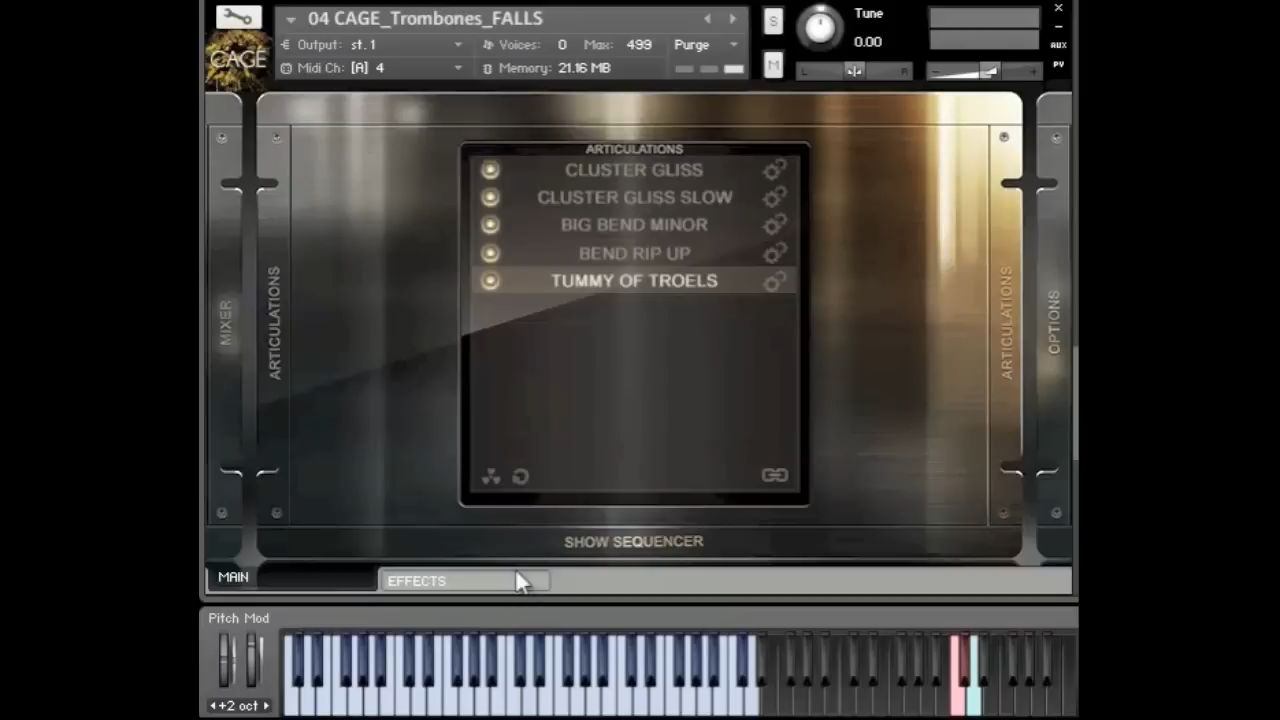 04 CAGE_Trombones_FALLS
Output: st. 1
Voices: 0 Max: 499
Purge
Midi Ch: [A] 4
Memory: 21.16 MB
CAGE
S
M
Tune
0.00
L R
- +
×
-
AUX
PV
ARTICULATIONS
CLUSTER GLISS
CLUSTER GLISS SLOW
BIG BEND MINOR
BEND RIP UP
TUMMY OF TROELS
MIXER
ARTICULATIONS
ARTICULATIONS
OPTIONS
SHOW SEQUENCER
MAIN
EFFECTS
Pitch Mod
+2 oct